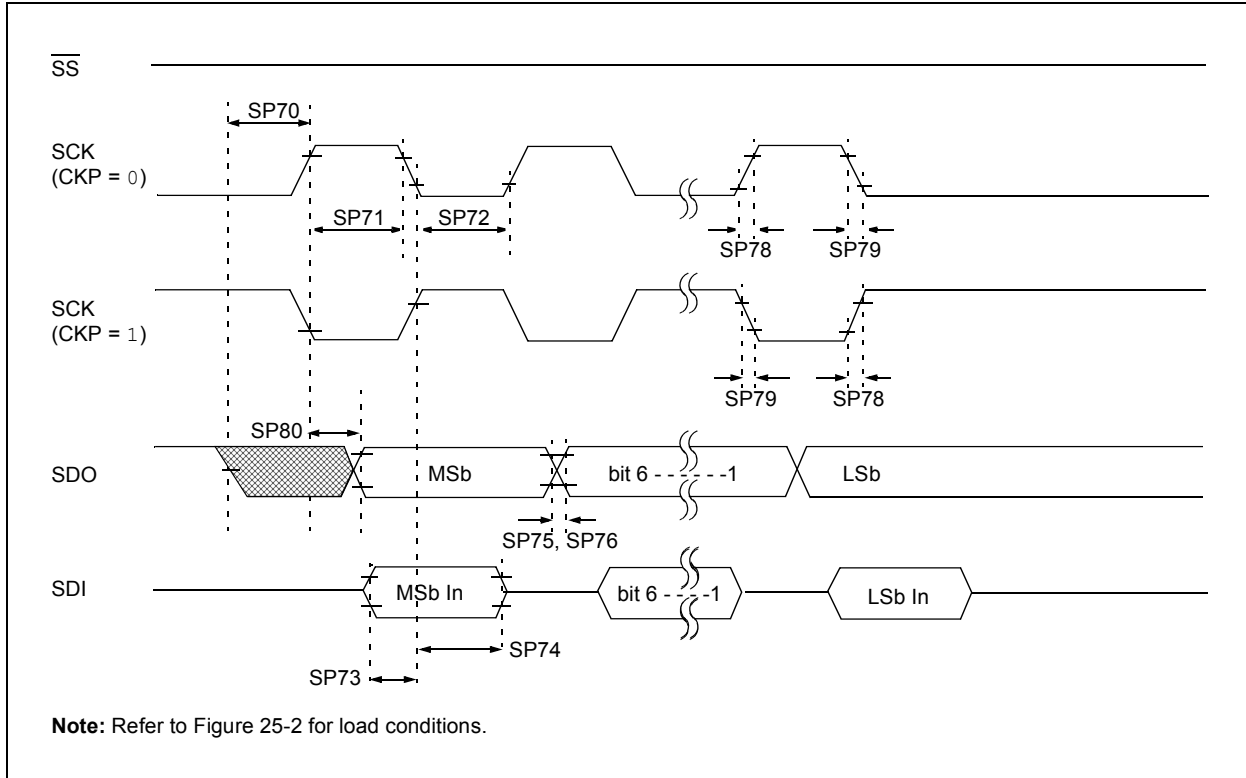 SS
SP70
SCK
(CKP = 0)
SP71
SP72
SP78
SP79
SCK
(CKP = 1)
SP79
SP78
SP80
SDO
MSb
bit 6 - - - - - -1
LSb
SP75, SP76
SDI
MSb In
bit 6 - - - - -1
LSb In
SP74
SP73
Note: Refer to Figure 25-2 for load conditions.